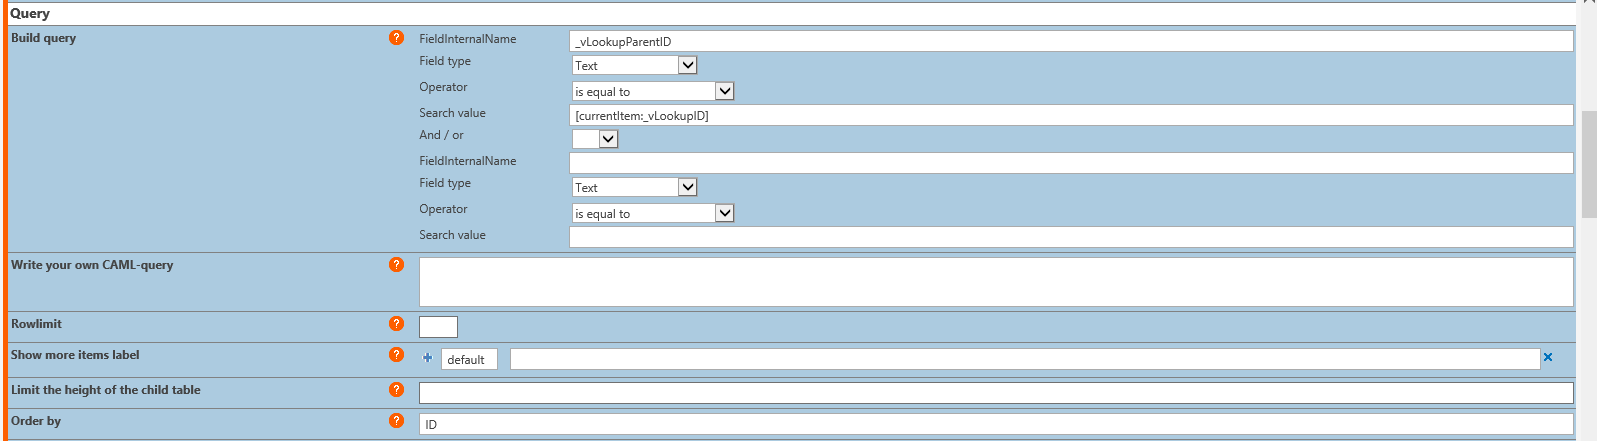 Query
Build query ? FieldInternalName _vLookupParentID
Field type Text
Operator is equal to
Search value [currentItem:_vLookupID]
And / or
FieldInternalName
Field type Text
Operator is equal to
Search value
Write your own CAML-query ?
Rowlimit ?
Show more items label ? + default
Limit the height of the child table ?
Order by ? ID